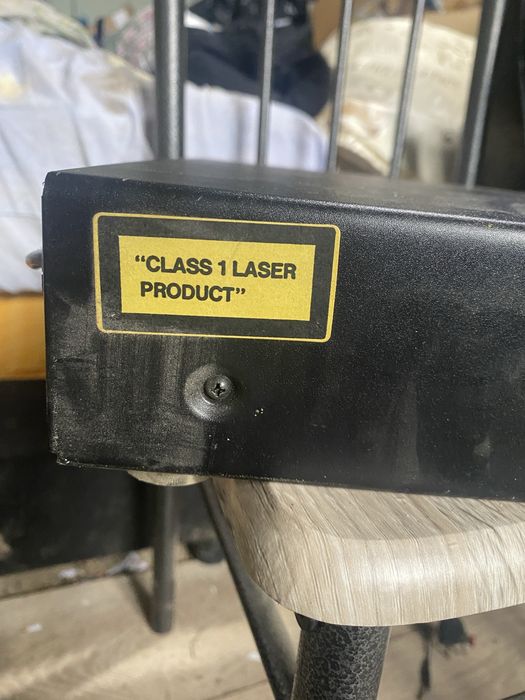 “CLASS 1 LASER
PRODUCT”